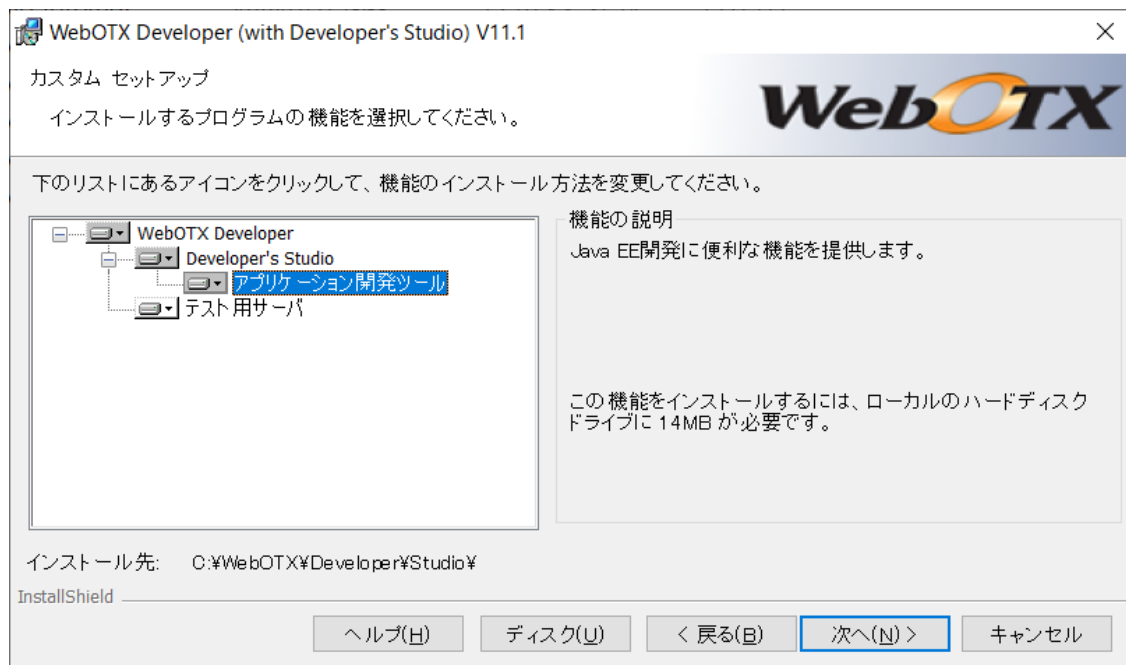 WebOTX Developer (with Developer's Studio) V11.1
カスタム セットアップ
インストールするプログラムの機能を選択してください。
WebOTX
下のリストにあるアイコンをクリックして、機能のインストール方法を変更してください。
WebOTX Developer
Developer's Studio
アプリケーション開発ツール
テスト用サーバ
機能の説明
Java EE開発に便利な機能を提供します。
この機能をインストールするには、ローカルのハードディスク
ドライブに 14MB が必要です。
インストール先: C:¥WebOTX¥Developer¥Studio¥
InstallShield
ヘルプ(H) ディスク(U) < 戻る(B) 次へ(N) > キャンセル